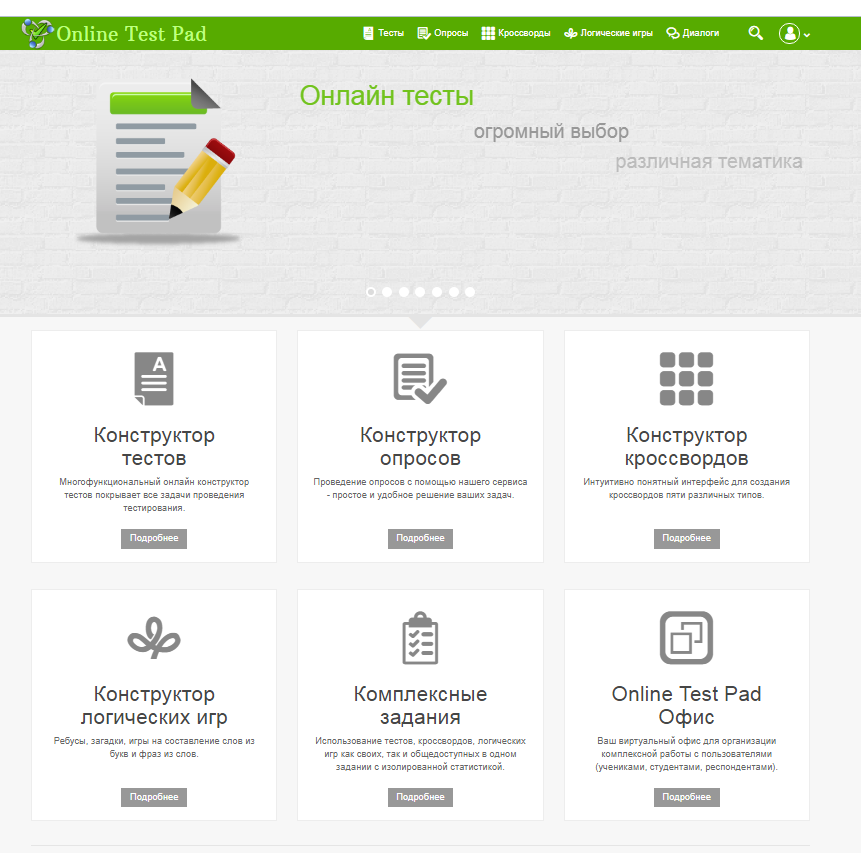 Online Test Pad
Тесты
Опросы
Кроссворды
Логические игры
Диалоги
Онлайн тесты
огромный выбор
различная тематика
A
Конструктор
тестов
Многофункциональный онлайн конструктор
тестов покрывает все задачи проведения
тестирования.
Подробнее
Конструктор
опросов
Проведение опросов с помощью нашего сервиса
- простое и удобное решение ваших задач.
Подробнее
Конструктор
кроссвордов
Интуитивно понятный интерфейс для создания
кроссвордов пяти различных типов.
Подробнее
Конструктор
логических игр
Ребусы, загадки, игры на составление слов из
букв и фраз из слов.
Подробнее
Комплексные
задания
Использование тестов, кроссвордов, логических
игр как своих, так и общедоступных в одном
задании с изолированной статистикой.
Подробнее
Online Test Pad
Офис
Ваш виртуальный офис для организации
комплексной работы с пользователями
(учениками, студентами, респондентами).
Подробнее